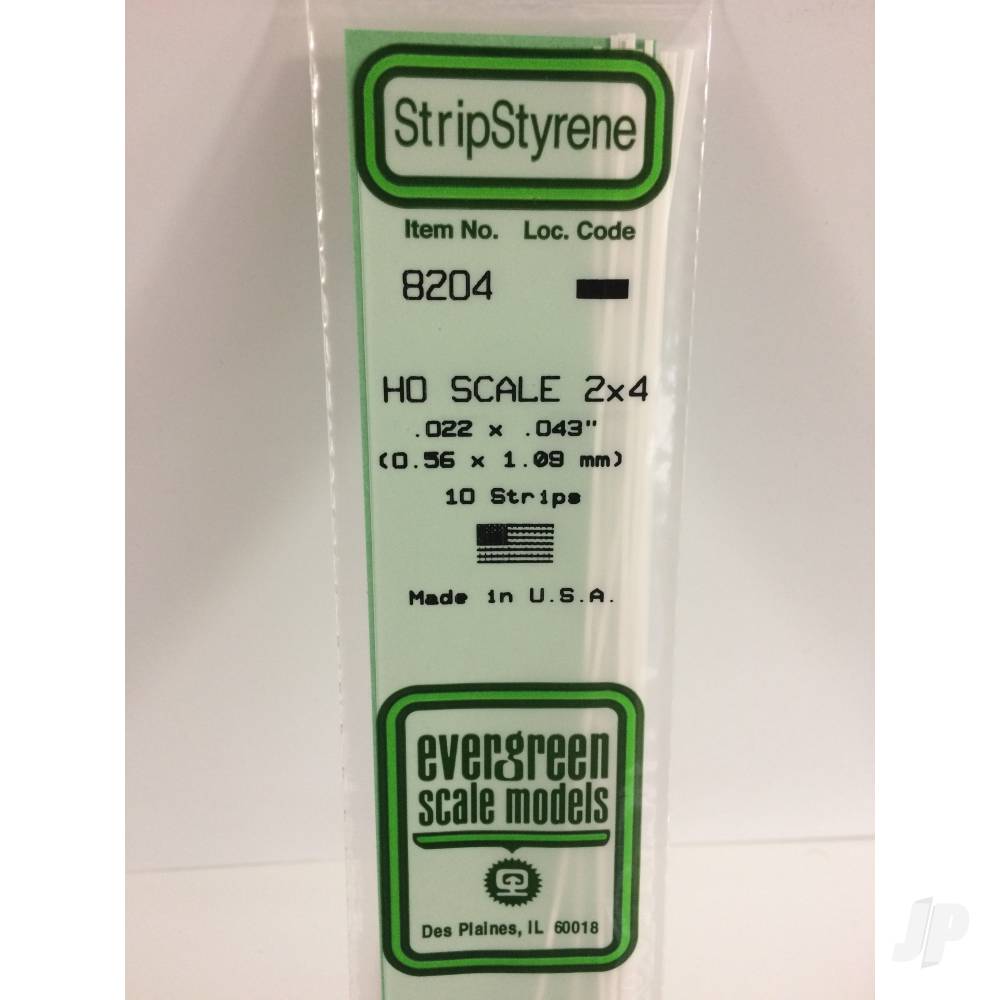 StripStyrene
Item No. Loc. Code
8204
HO SCALE 2x4
.022 x .043"
(0.56 x 1.09 mm)
10 Strips
Made in U.S.A.
evergreen
scale models
Des Plaines, IL 60018
JP